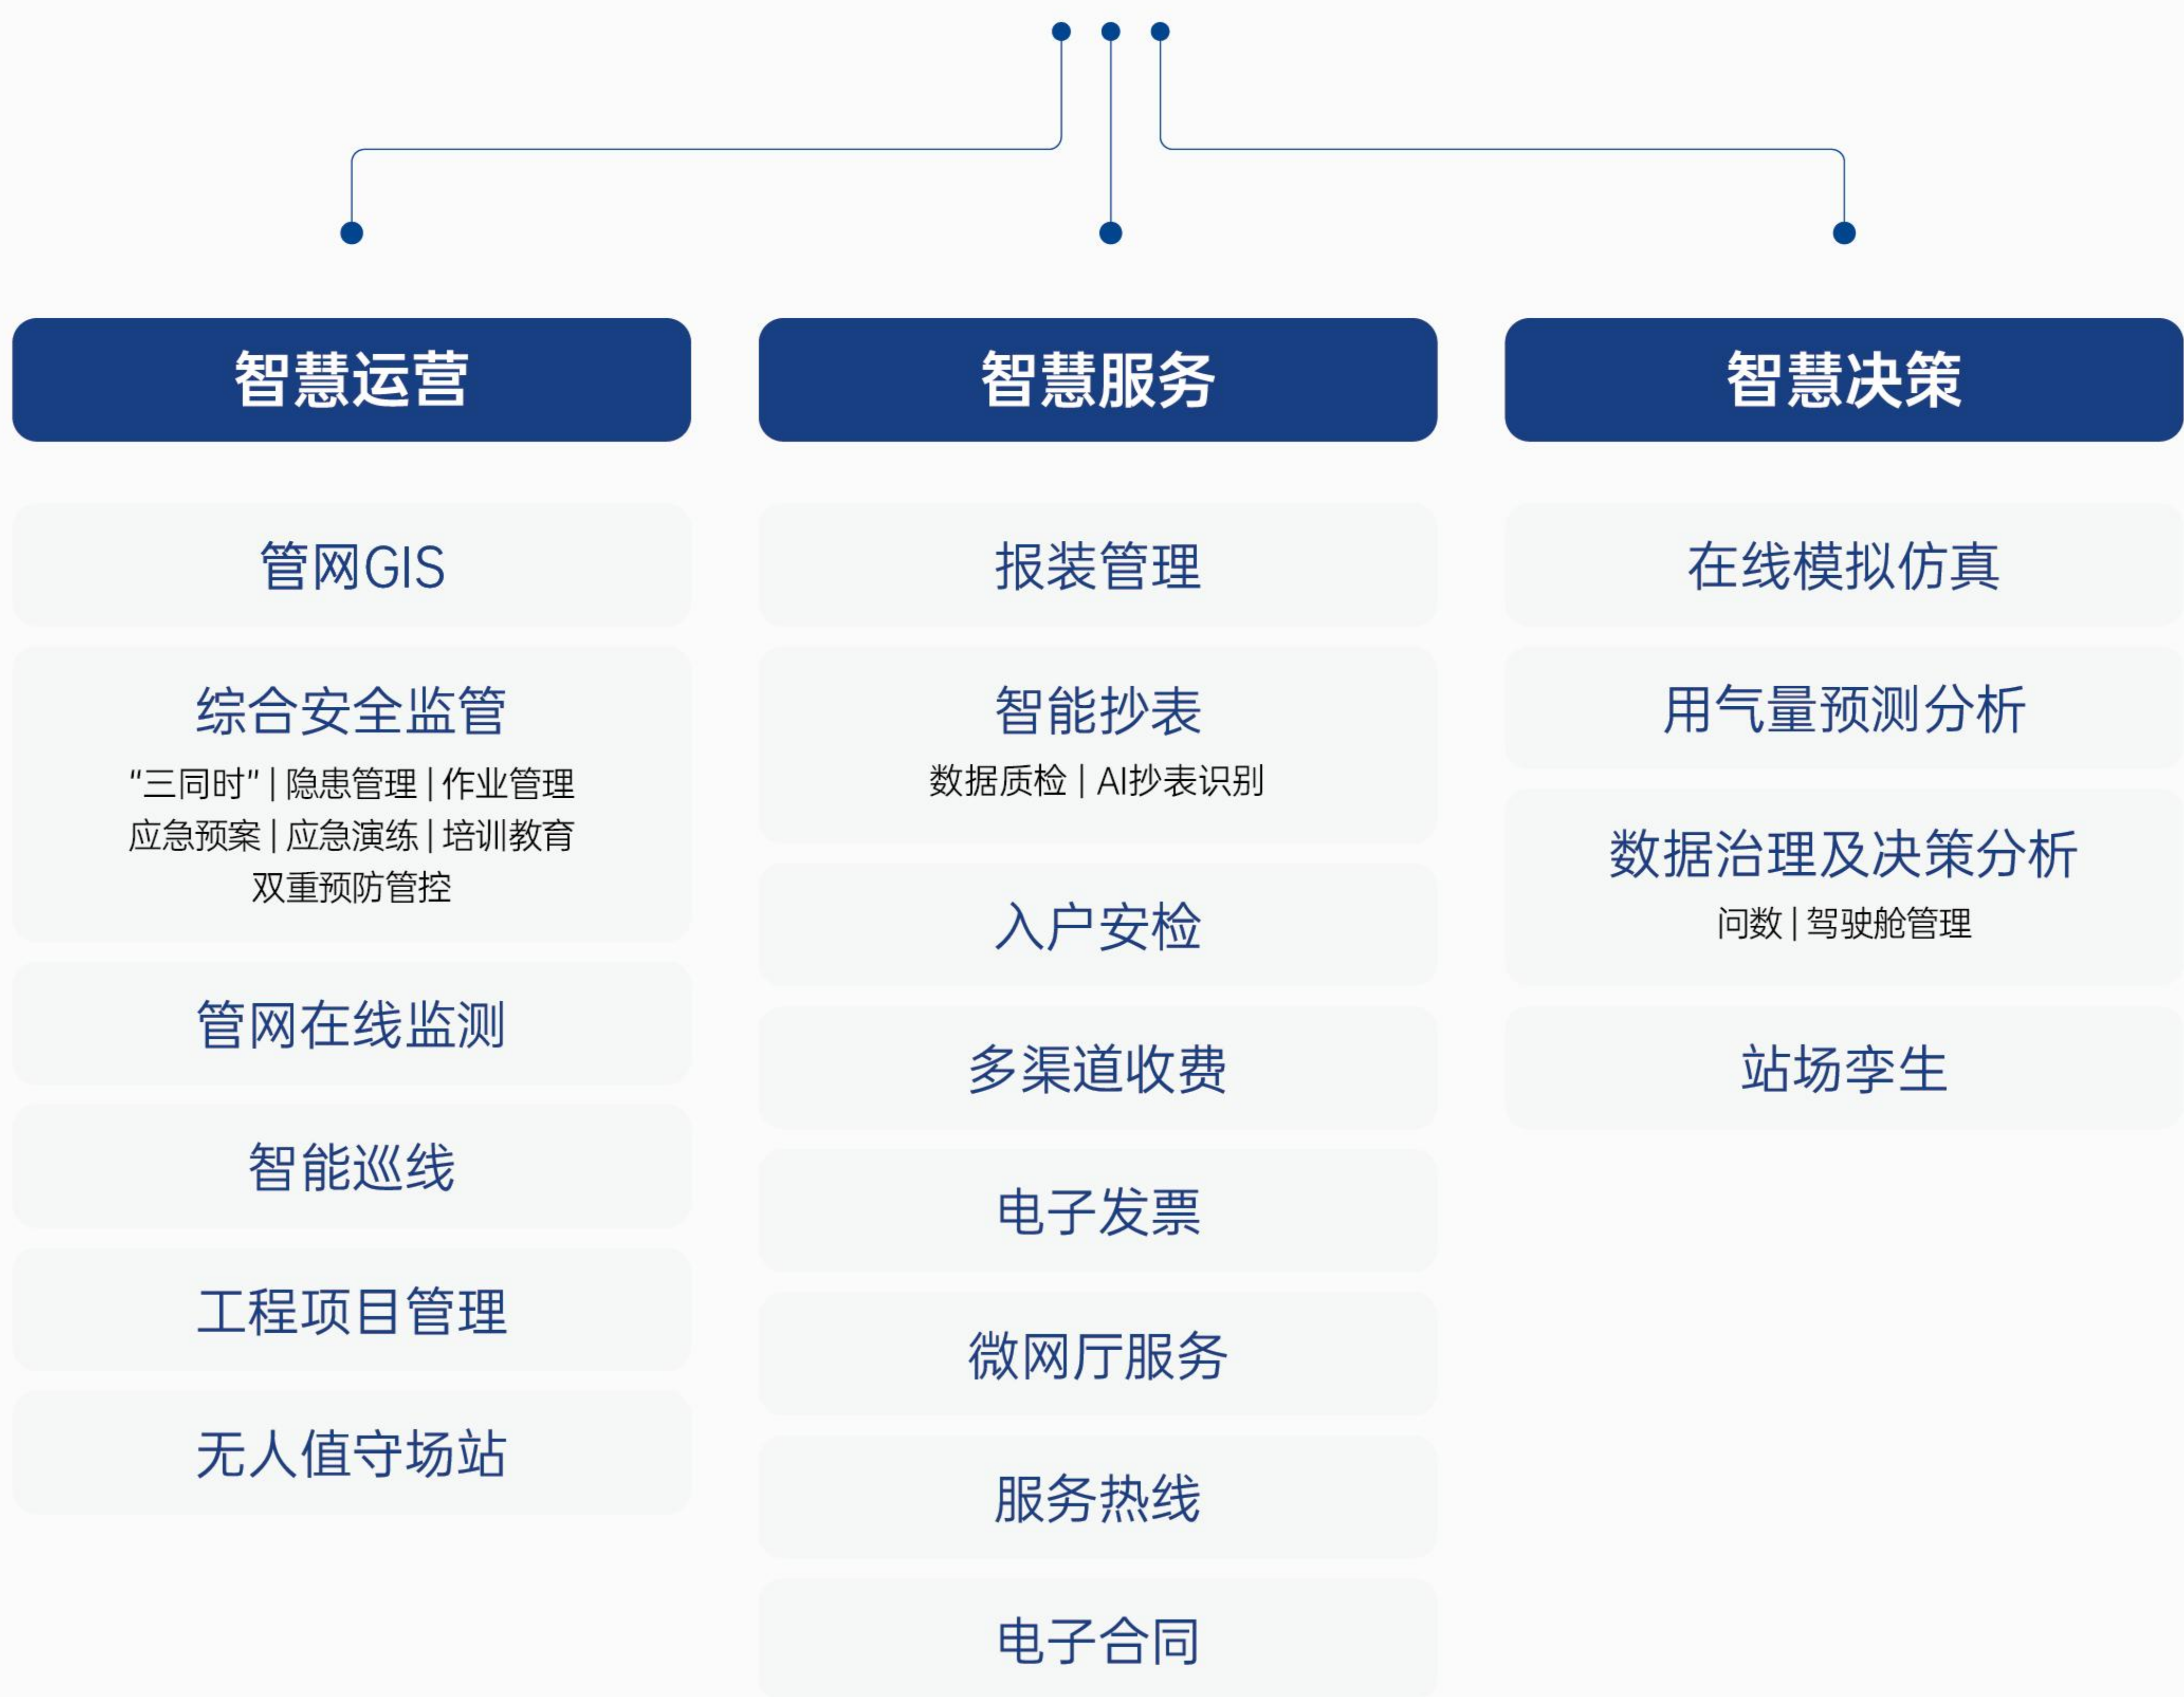 智慧运营
管网GIS
综合安全监管
“三同时” | 隐患管理 | 作业管理
应急预案 | 应急演练 | 培训教育
双重预防管控
管网在线监测
智能巡线
工程项目管理
无人值守场站
智慧服务
报装管理
智能抄表
数据质检 | AI抄表识别
入户安检
多渠道收费
电子发票
微网厅服务
服务热线
电子合同
智慧决策
在线模拟仿真
用气量预测分析
数据治理及决策分析
问数 | 驾驶舱管理
站场孪生